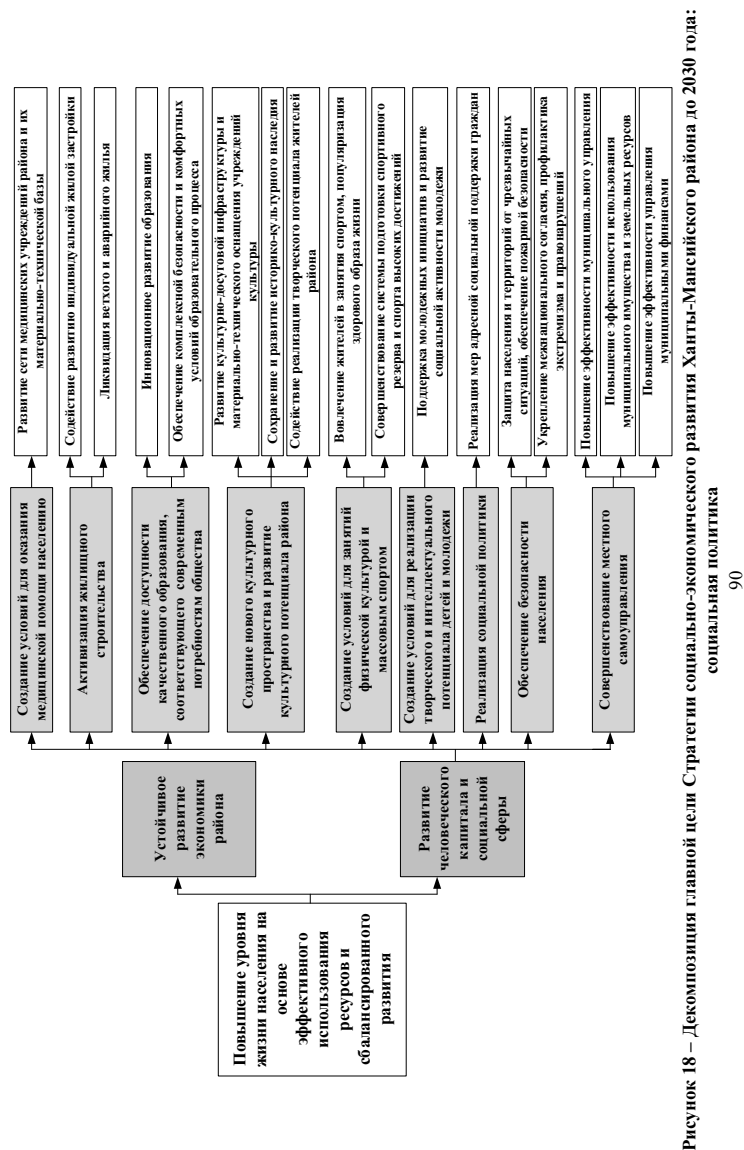 Повышение уровня
жизни населения на
основе
эффективного
использования
ресурсов и
сбалансированного
развития
Устойчивое
развитие
экономики
района
Развитие
человеческого
капитала и
социальной
сферы
Создание условий для оказания
медицинской помощи населению
Активизация жилищного
строительства
Обеспечение доступности
качественного образования,
соответствующего современным
потребностям общества
Создание нового культурного
пространства и развитие
культурного потенциала района
Создание условий для занятий
физической культурой и
массовым спортом
Создание условий для реализации
творческого и интеллектуального
потенциала детей и молодежи
Реализация социальной политики
Обеспечение безопасности
населения
Совершенствование местного
самоуправления
Развитие сети медицинских учреждений района и их
материально-технической базы
Содействие развитию индивидуальной жилой застройки
Ликвидация ветхого и аварийного жилья
Инновационное развитие образования
Обеспечение комплексной безопасности и комфортных
условий образовательного процесса
Развитие культурно-досуговой инфраструктуры и
материально-технического оснащения учреждений
культуры
Сохранение и развитие историко-культурного наследия
Содействие реализации творческого потенциала жителей
района
Вовлечение жителей в занятия спортом, популяризация
здорового образа жизни
Совершенствование системы подготовки спортивного
резерва и спорта высоких достижений
Поддержка молодежных инициатив и развитие
социальной активности молодежи
Реализация мер адресной социальной поддержки граждан
Защита населения и территорий от чрезвычайных
ситуаций, обеспечение пожарной безопасности
Укрепление межнационального согласия, профилактика
экстремизма и правонарушений
Повышение эффективности муниципального управления
Повышение эффективности использования
муниципального имущества и земельных ресурсов
Повышение эффективности управления
муниципальными финансами
Рисунок 18 – Декомпозиция главной цели Стратегии социально-экономического развития Ханты-Мансийского района до 2030 года:
социальная политика
90